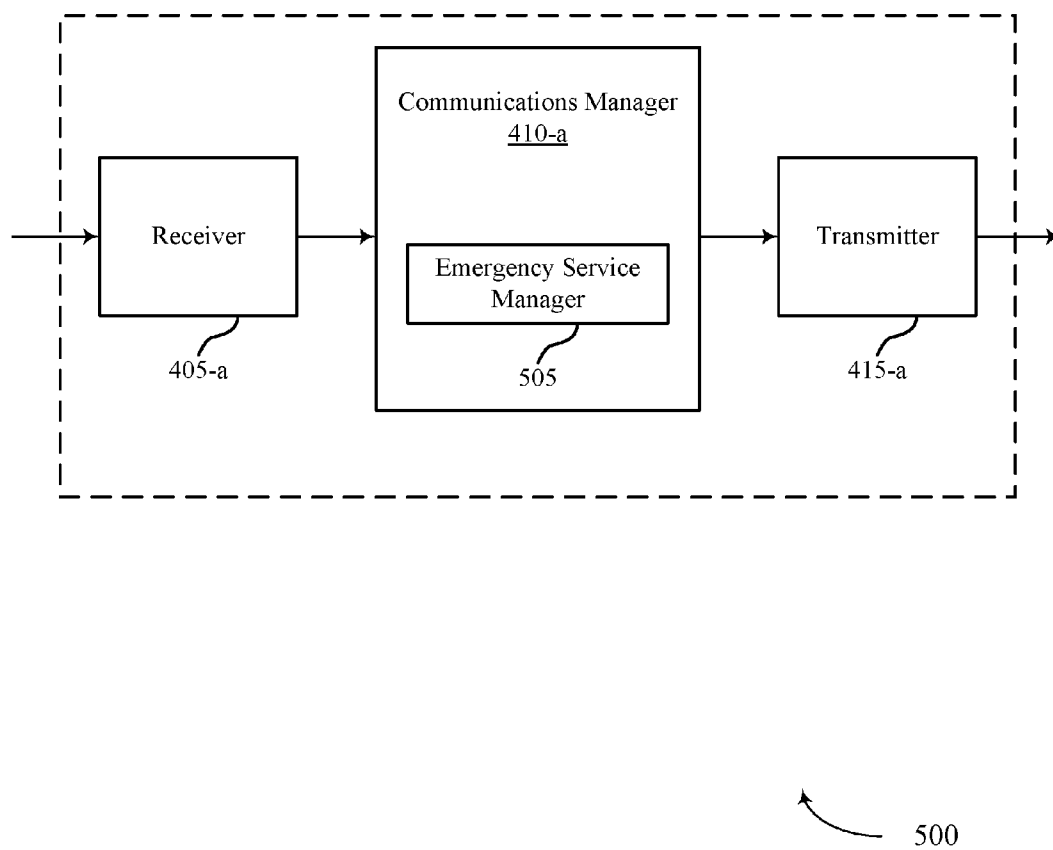 Communications Manager
410-a
Receiver
Emergency Service
Manager
Transmitter
405-a
505
415-a
500